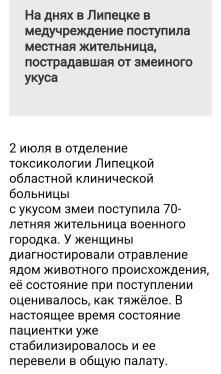 На днях в Липецке в
медучреждение поступила
местная жительница,
пострадавшая от змеиного
укуса
2 июля в отделение
токсикологии Липецкой
областной клинической
больницы
с укусом змеи поступила 70-
летняя жительница военного
городка. У женщины
диагностировали отравление
ядом животного происхождения,
её состояние при поступлении
оценивалось, как тяжёлое. В
настоящее время состояние
пациентки уже
стабилизировалось и ее
перевели в общую палату.